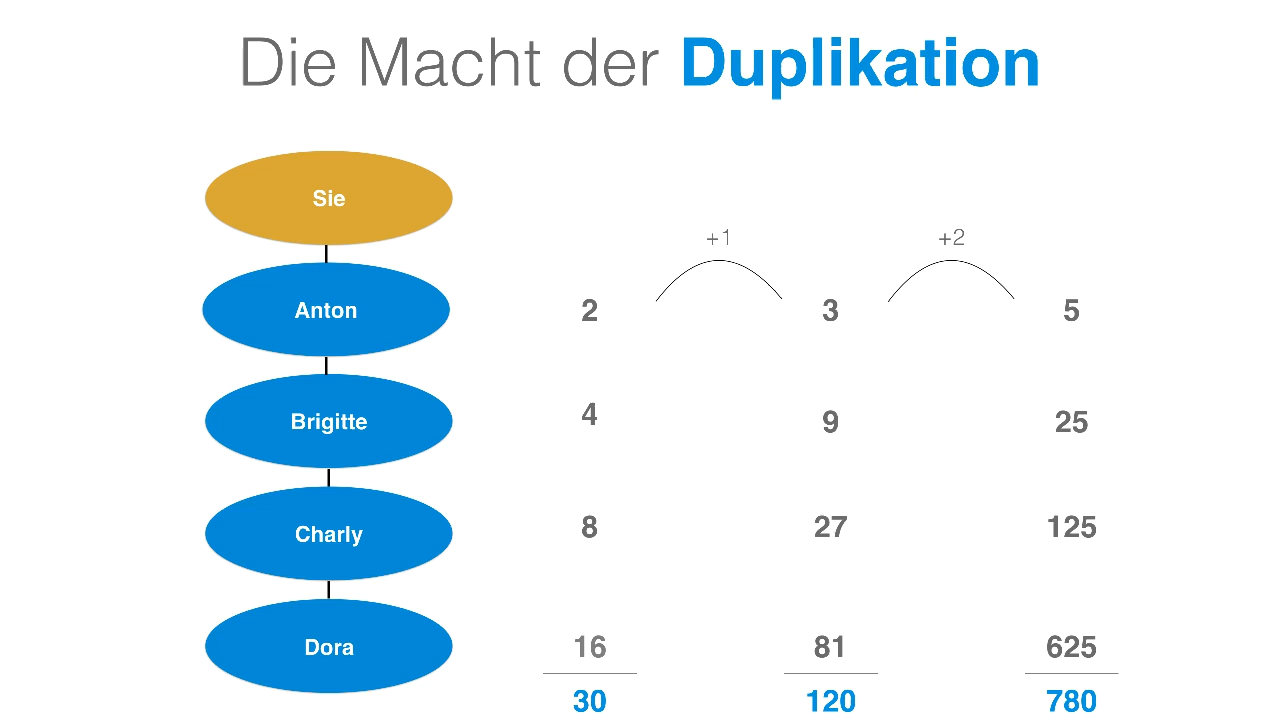 Die Macht der Duplikation
Sie
+1 +2
Anton 2 3 5
Brigitte 4 9 25
Charly 8 27 125
Dora 16 81 625
30 120 780